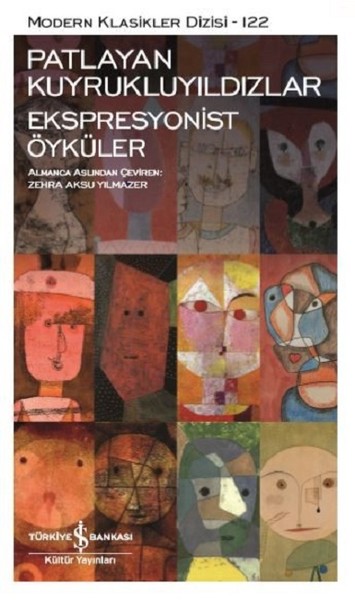 MODERN KLASİKLER DİZİSİ - 122
PATLAYAN
KUYRUKLUYILDIZLAR
EKSPRESYONİST
ÖYKÜLER
ALMANCA ASLINDAN ÇEVİREN:
ZEHRA AKSU YILMAZER
TÜRKİYE İŞ BANKASI
Kültür Yayınları